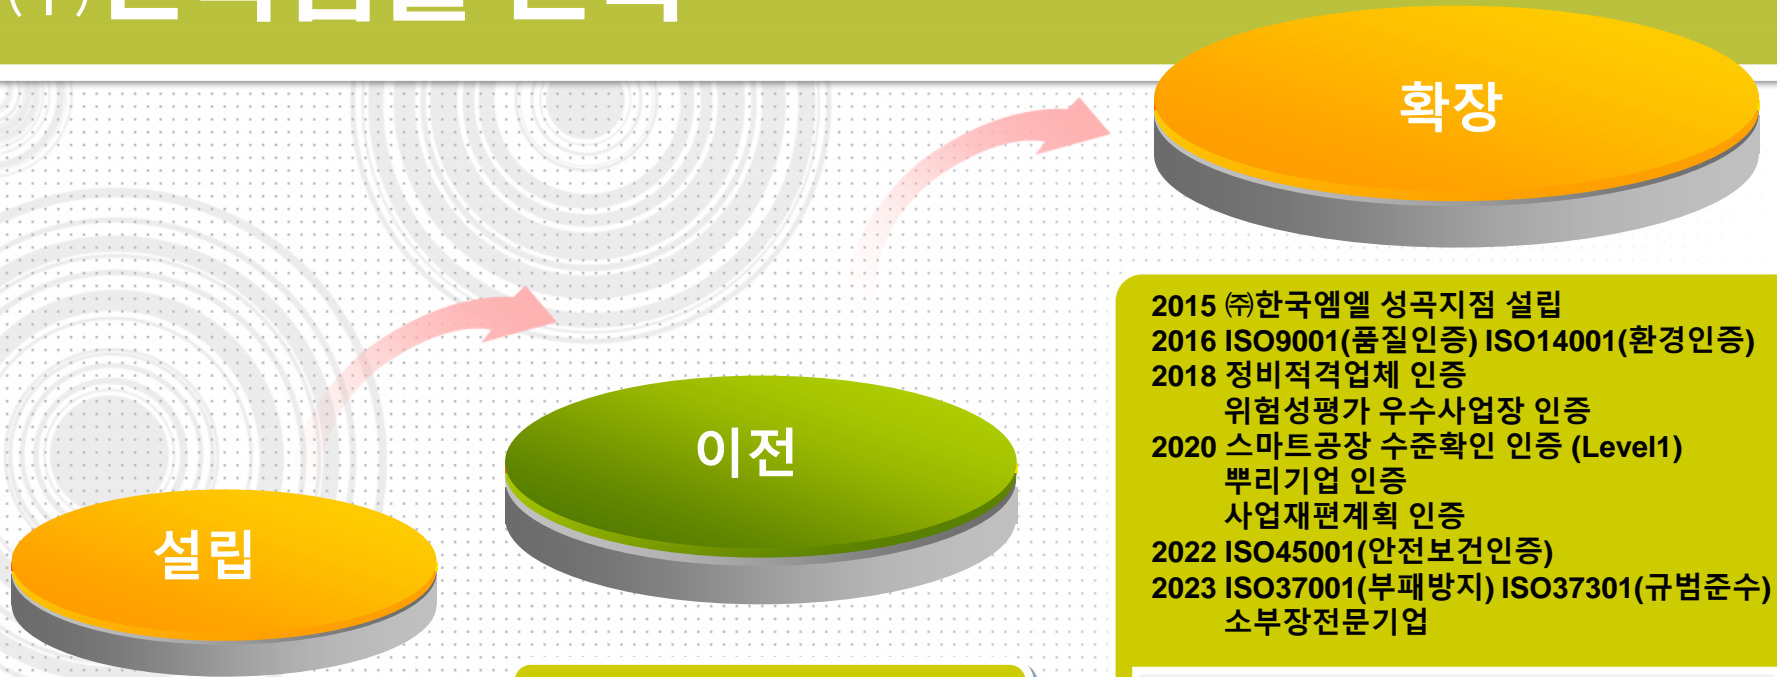 확장
이전
설립
2015 ㈜한국엠엘 성곡지점 설립
2016 ISO9001(품질인증) ISO14001(환경인증)
2018 정비적격업체 인증
위험성평가 우수사업장 인증
2020 스마트공장 수준확인 인증 (Level1)
뿌리기업 인증
사업재편계획 인증
2022 ISO45001(안전보건인증)
2023 ISO37001(부패방지) ISO37301(규범준수)
소부장전문기업